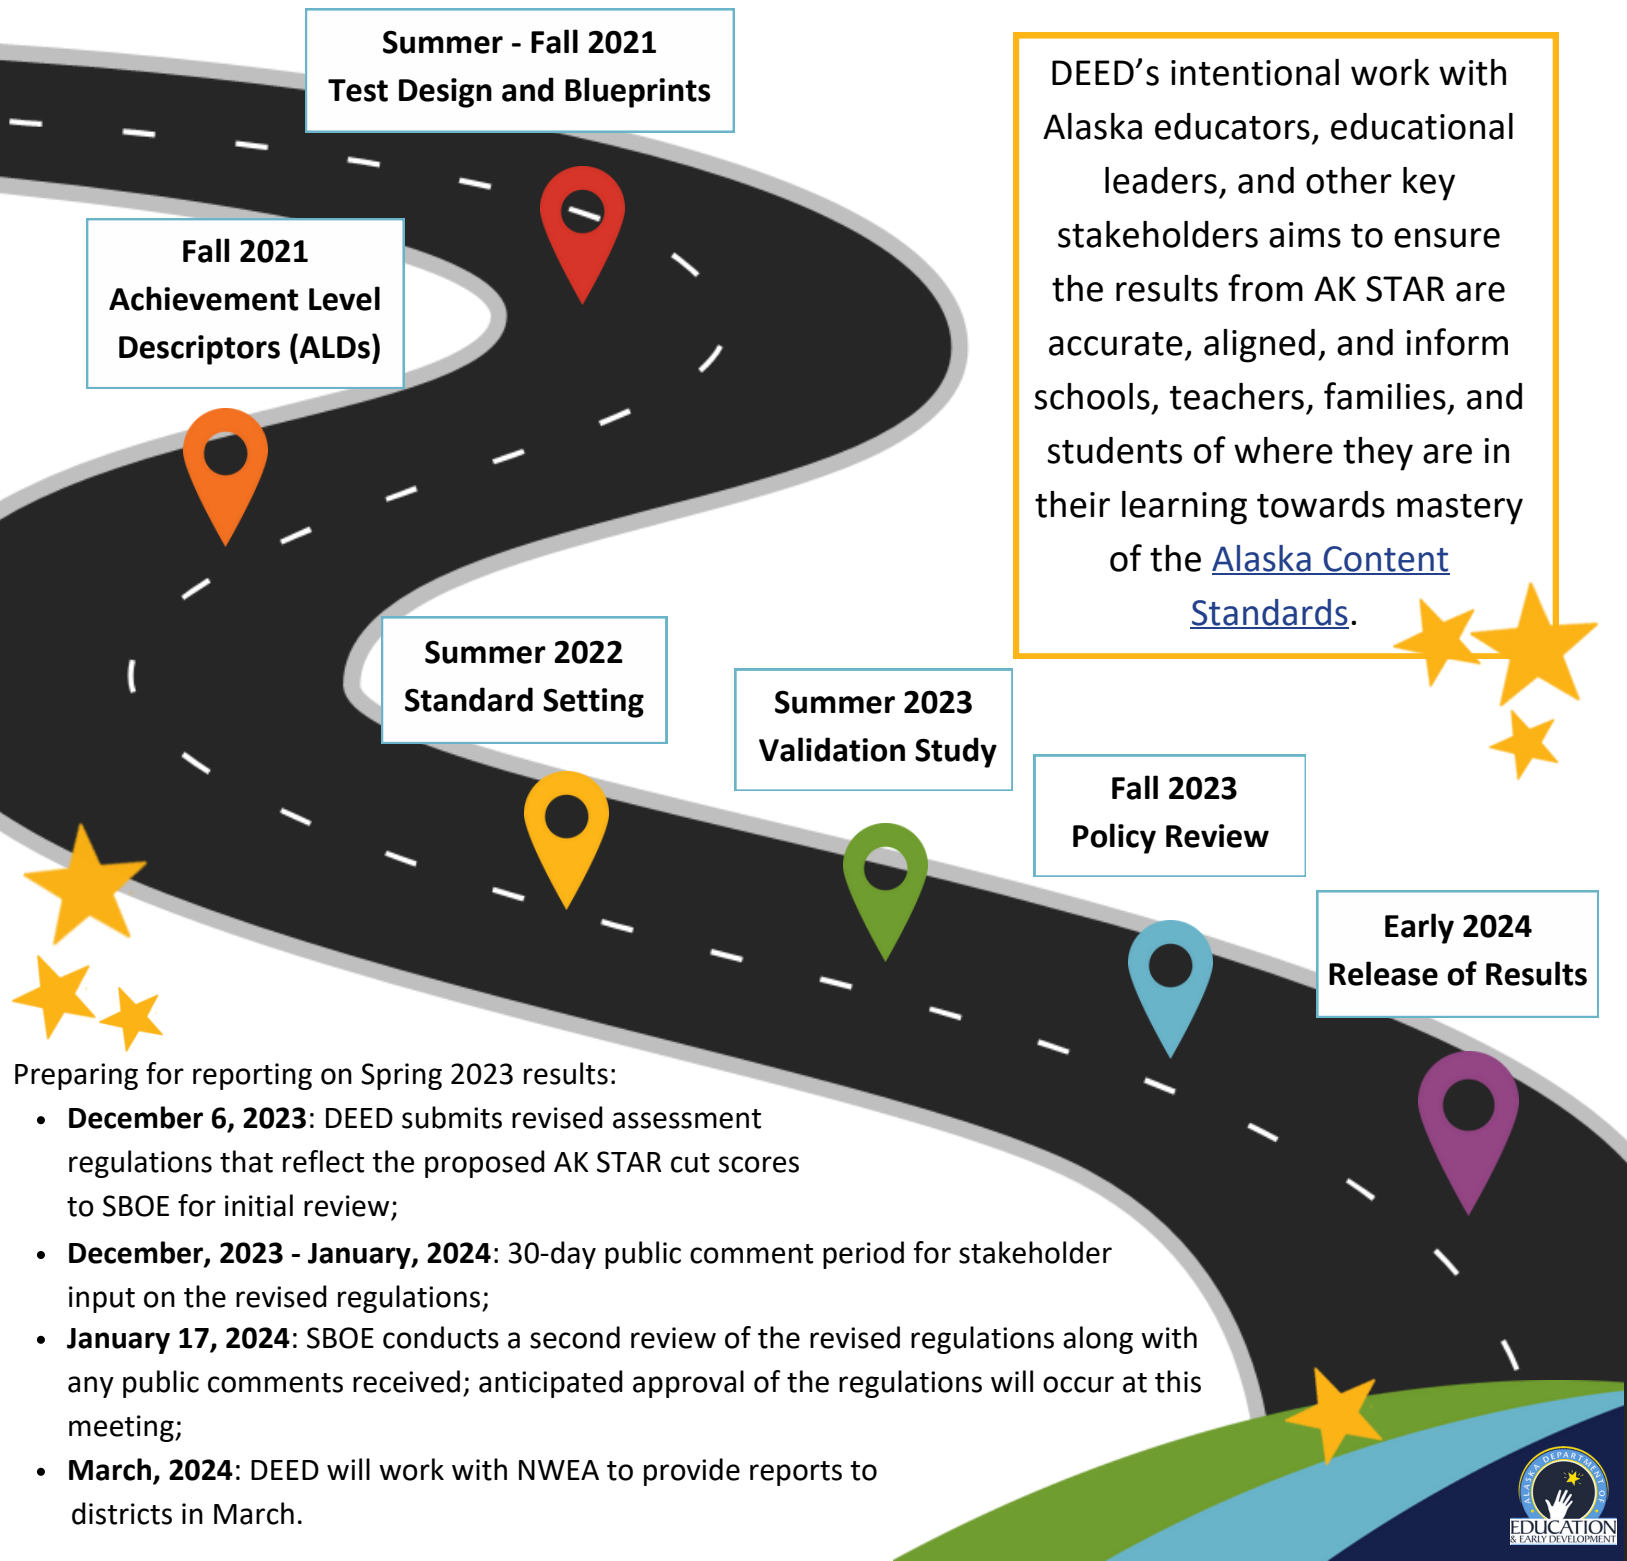 Summer - Fall 2021
Test Design and Blueprints
DEED's intentional work with
Alaska educators, educational
leaders, and other key
stakeholders aims to ensure
the results from AK STAR are
accurate, aligned, and inform
schools, teachers, families, and
students of where they are in
their learning towards mastery
of the Alaska Content
Standards.
Fall 2021
Achievement Level
Descriptors (ALDs)
Summer 2022
Standard Setting
Summer 2023
Validation Study
Fall 2023
Policy Review
Early 2024
Release of Results
Preparing for reporting on Spring 2023 results:
• December 6, 2023: DEED submits revised assessment
regulations that reflect the proposed AK STAR cut scores
to SBOE for initial review;
• December, 2023 - January, 2024: 30-day public comment period for stakeholder
input on the revised regulations;
• January 17, 2024: SBOE conducts a second review of the revised regulations along with
any public comments received; anticipated approval of the regulations will occur at this
meeting;
• March, 2024: DEED will work with NWEA to provide reports to
districts in March.
ALASKA DEPARTMENT OF
EDUCATION
& EARLY DEVELOPMENT